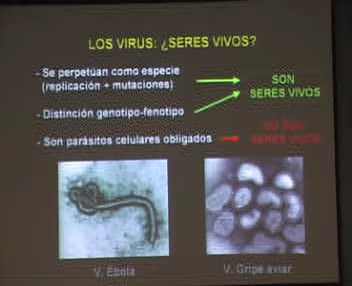 LOS VIRUS: ¿SERES VIVOS?
- Se perpetúan como especie
(replicación + mutaciones)
SON
SERES VIVOS
- Distinción genotipo-fenotipo
- Son parásitos celulares obligados
NO SON
SERES VIVOS
V. Ebola
V. Gripe aviar